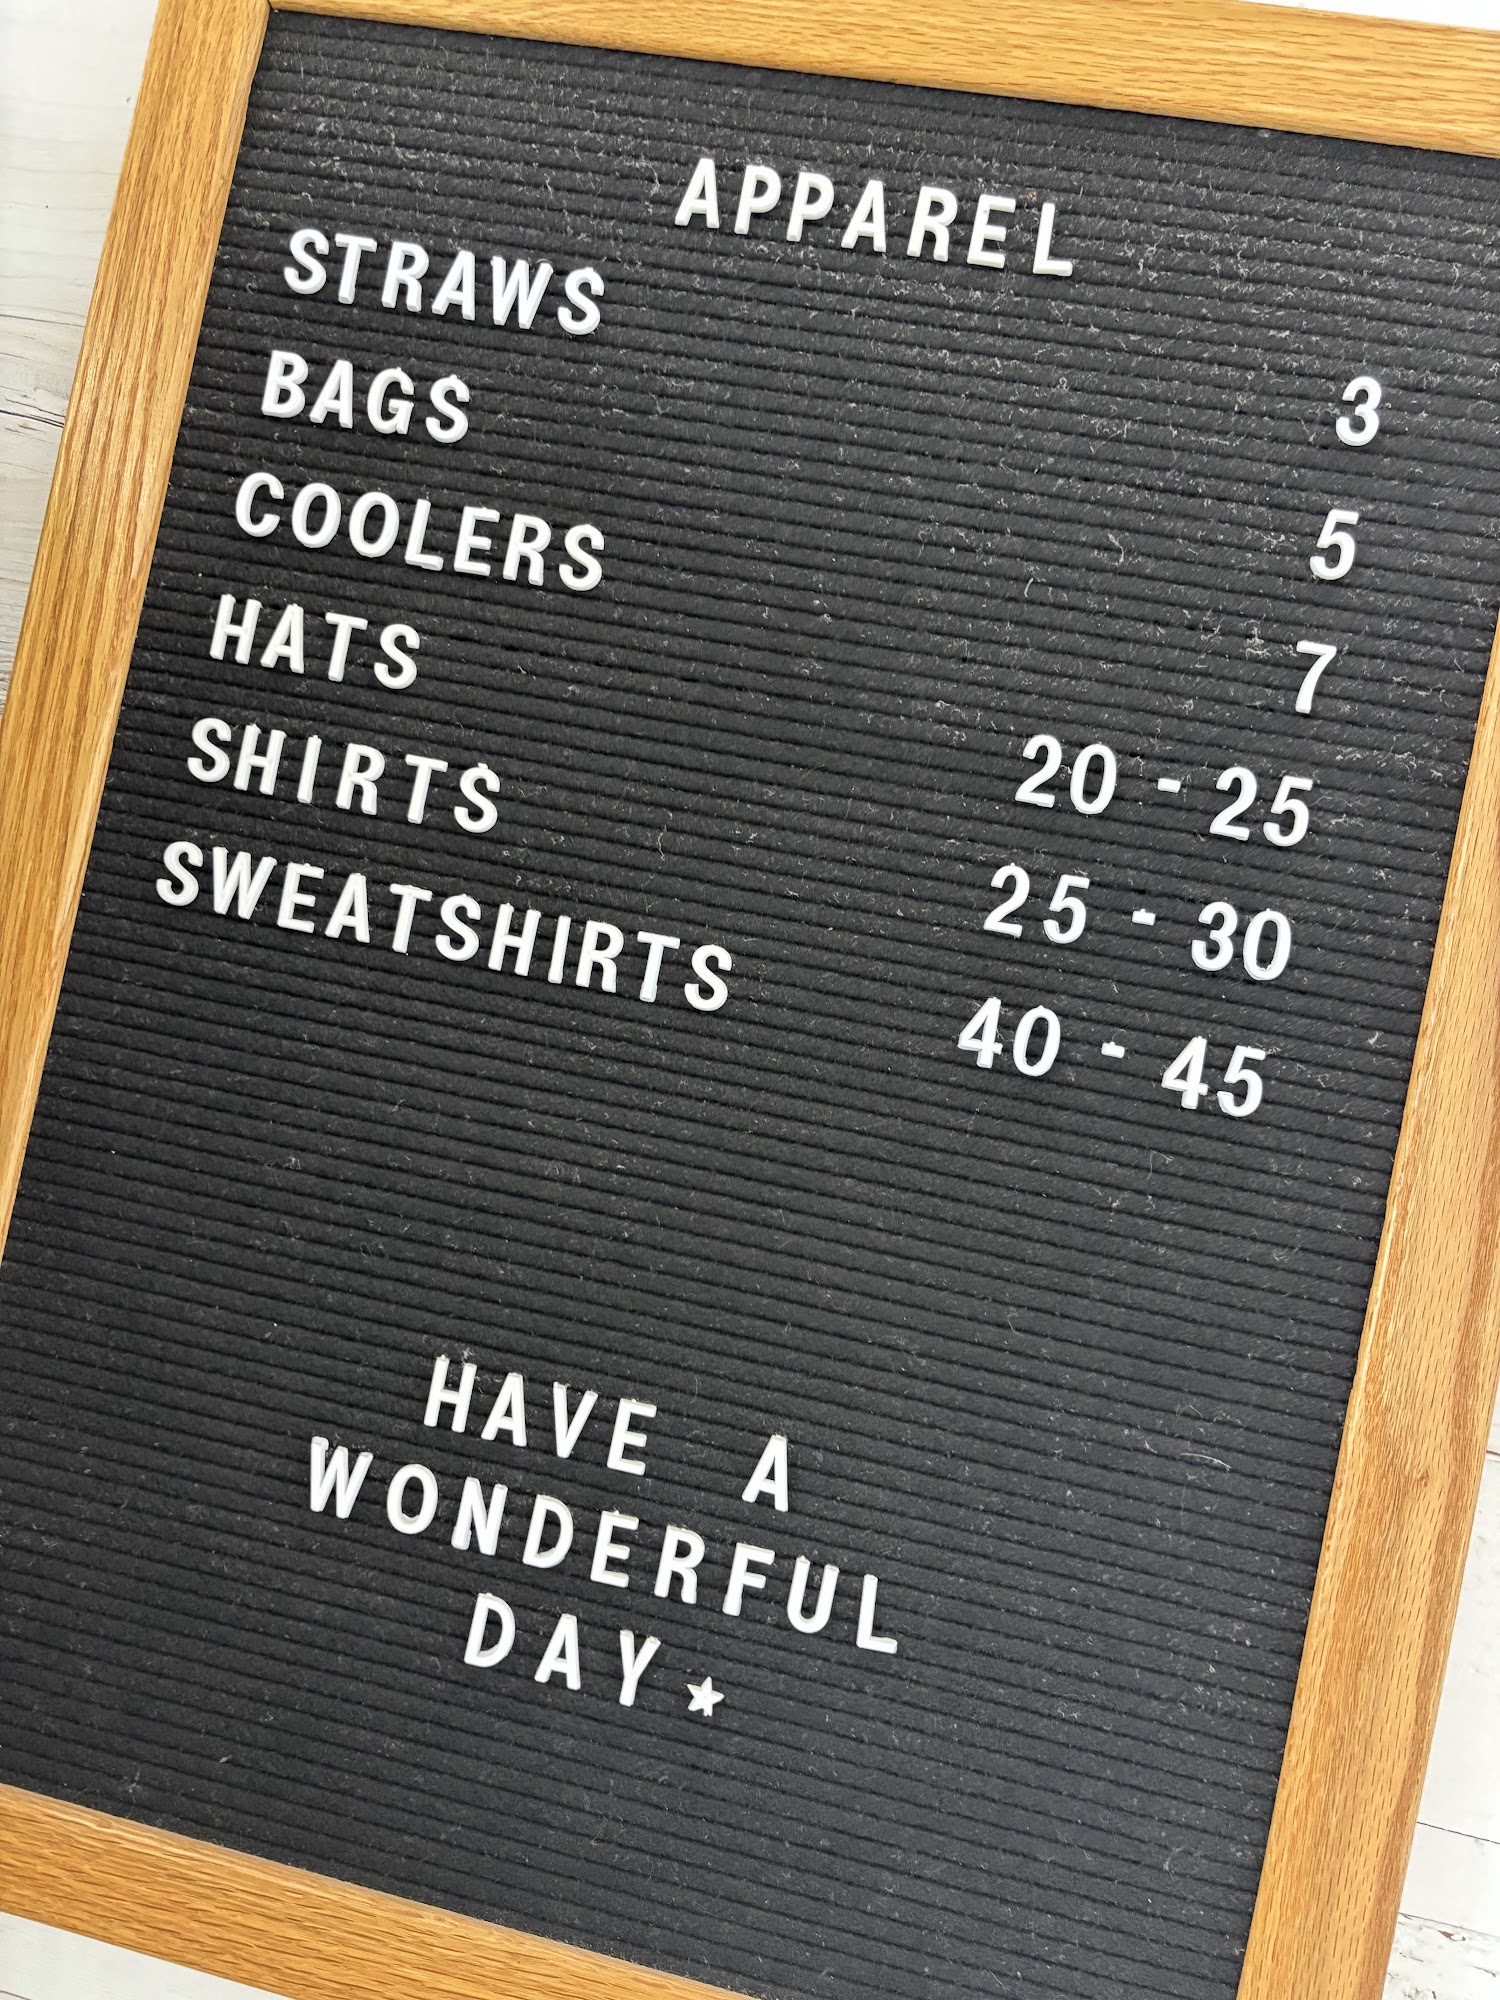 APPAREL
STRAWS 3
BAGS 5
COOLERS 7
HATS 20 - 25
SHIRTS 25 - 30
SWEATSHIRTS 40 - 45
HAVE A
WONDERFUL
DAY★